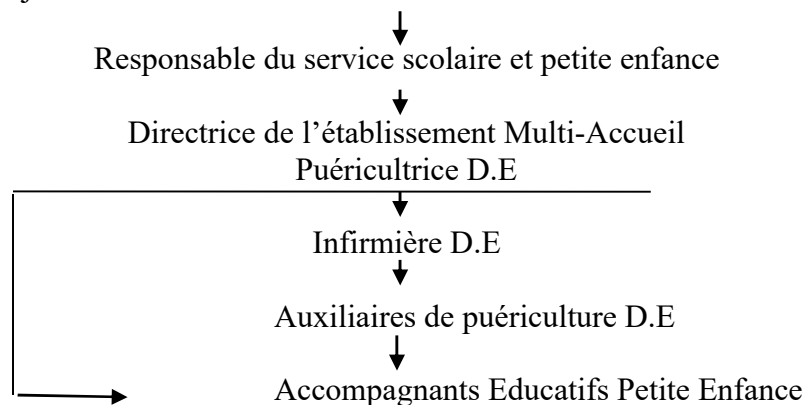 Responsable du service scolaire et petite enfance
Directrice de l’établissement Multi-Accueil
Puéricultrice D.E
Infirmière D.E
Auxiliaires de puériculture D.E
Accompagnants Educatifs Petite Enfance